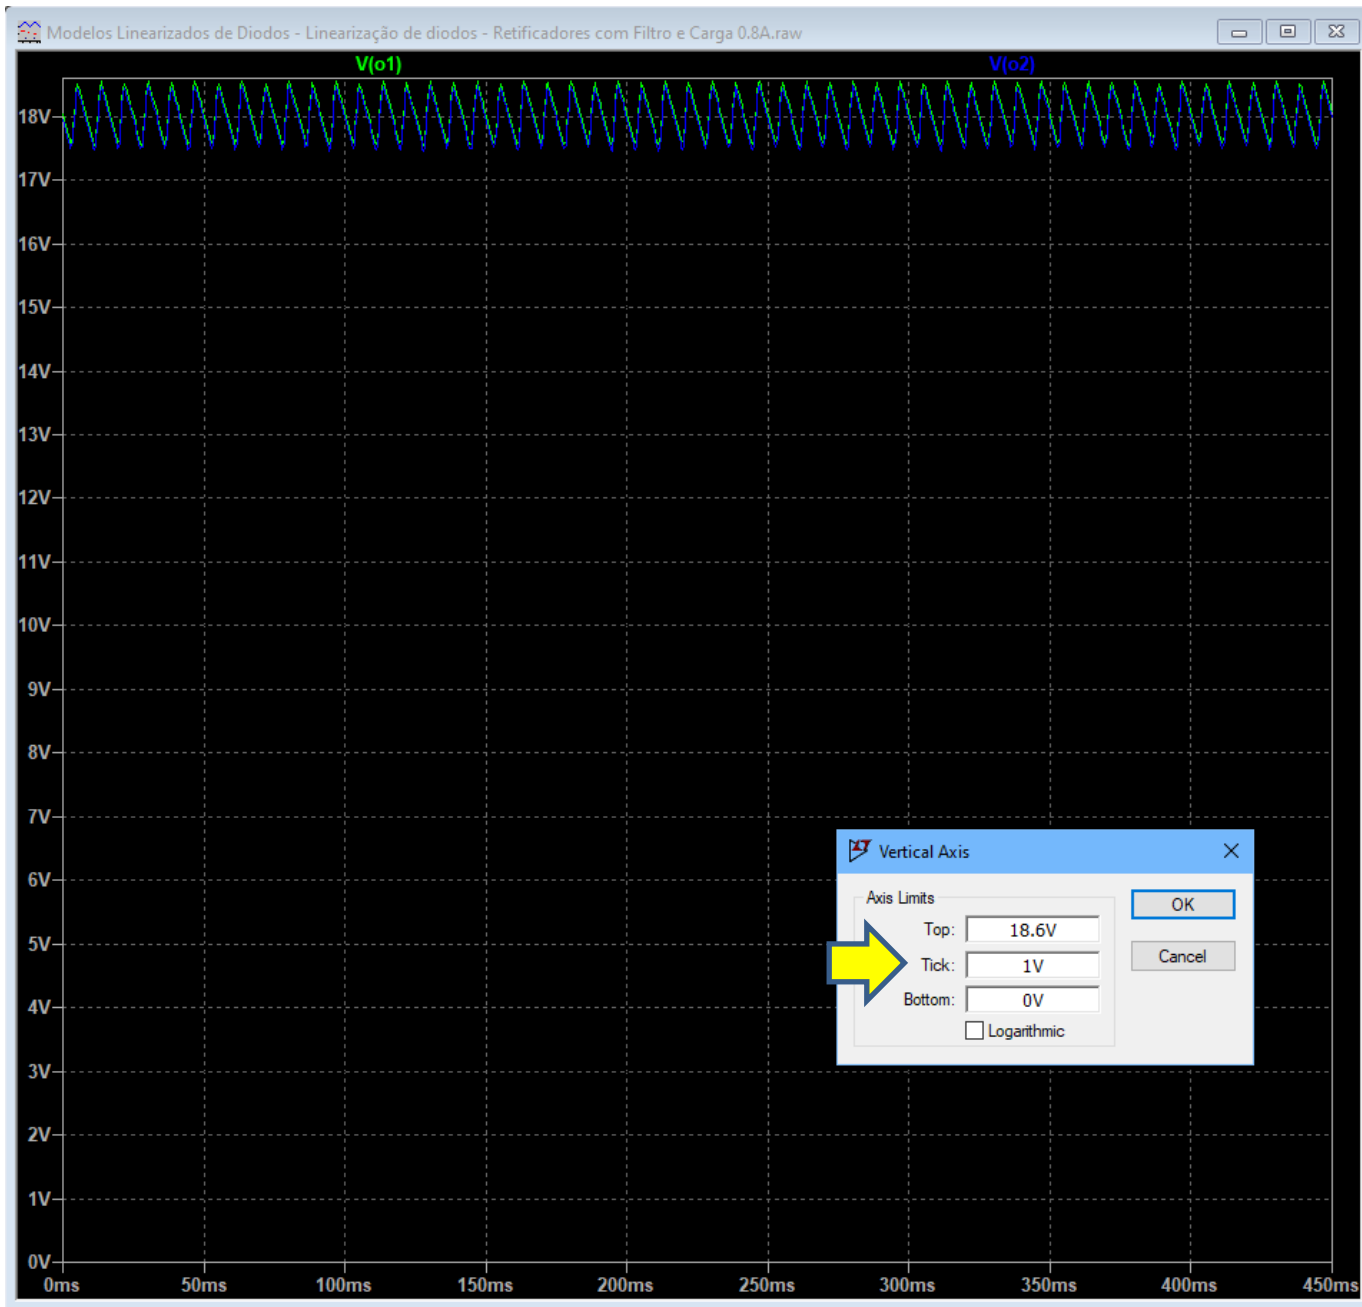 Modelos Linearizados de Diodos - Linearização de diodos - Retificadores com Filtro e Carga 0.8A.raw
V(o1) V(o2)
18V
17V
16V
15V
14V
13V
12V
11V
10V
9V
8V
7V
6V
5V
4V
3V
2V
1V
0V
0ms 50ms 100ms 150ms 200ms 250ms 300ms 350ms 400ms 450ms
Vertical Axis
Axis Limits
Top: 18.6V
Tick: 1V
Bottom: 0V
Logarithmic
OK
Cancel